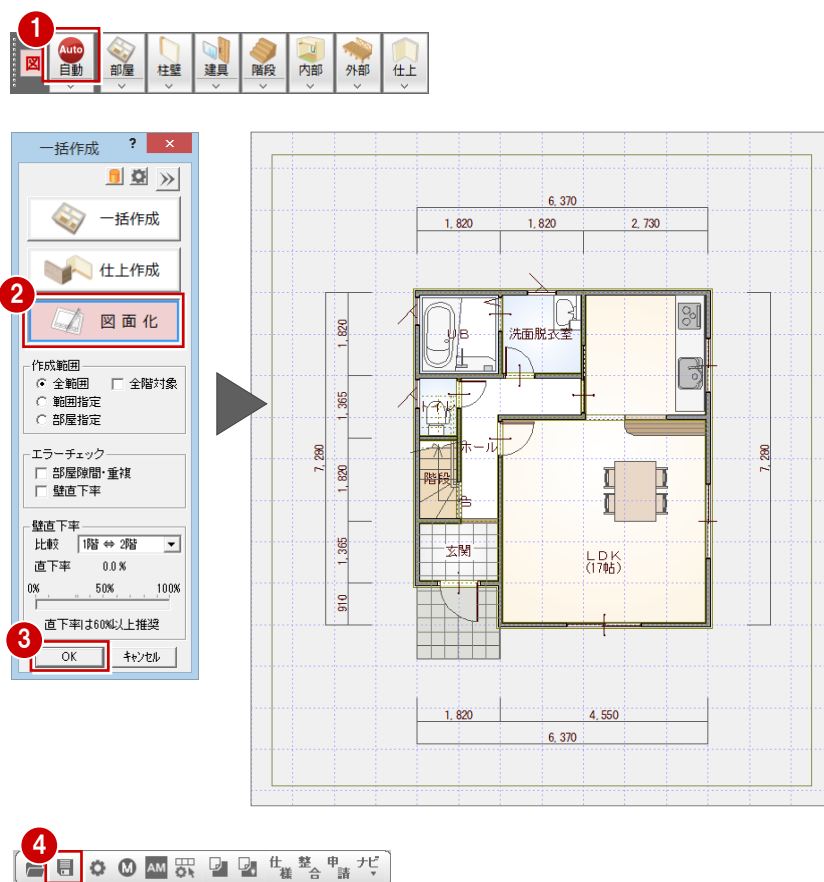 1
図
Auto
自動
部屋
柱壁
建具
階段
内部
外部
仕上
一括作成 ? ×
一括作成
仕上作成
2
図面化
作成範囲
全範囲 全階対象
範囲指定
部屋指定
エラーチェック
部屋隙間・重複
壁直下率
壁直下率
比較 1階 ⇔ 2階
直下率 0.0 %
0% 50% 100%
直下率は60%以上推奨
3
OK キャンセル
6,370
1,820 1,820 2,730
7,280
1,820
1,365
1,820
1,365
910
7,280
UB
洗面脱衣室
トイレ
ホール
階段
UP
玄関
LDK
(17帖)
1,820 4,550
6,370
4
M
AM
仕様
整合
申請
ナビ